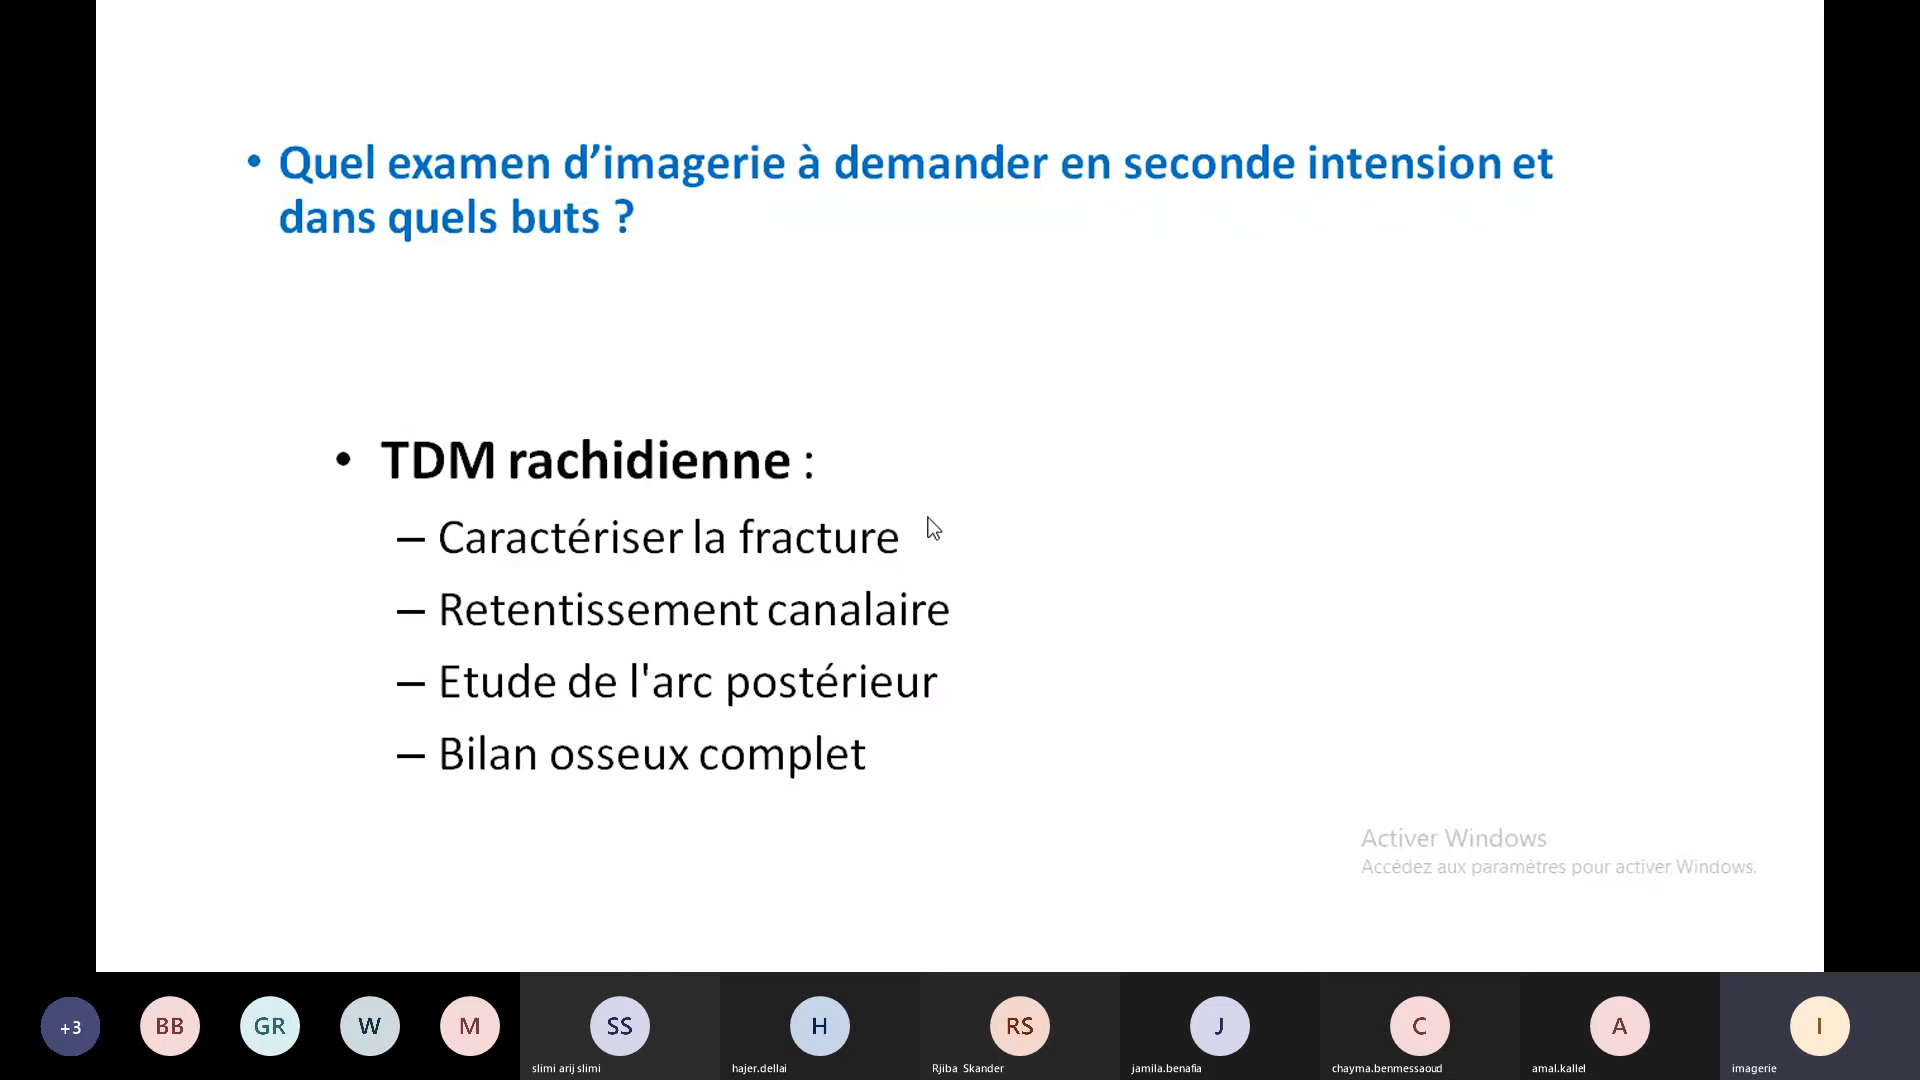 • Quel examen d’imagerie à demander en seconde intension et
dans quels buts ?
• TDM rachidienne :
– Caractériser la fracture
– Retentissement canalaire
– Etude de l'arc postérieur
– Bilan osseux complet
Activer Windows
Accédez aux paramètres pour activer Windows.
+3 BB GR W M SS H RS J C A I
slimi arij slimi hajer.dellai Rjiba Skander jamila.benafia chayma.benmessaoud amal.kallel imagerie